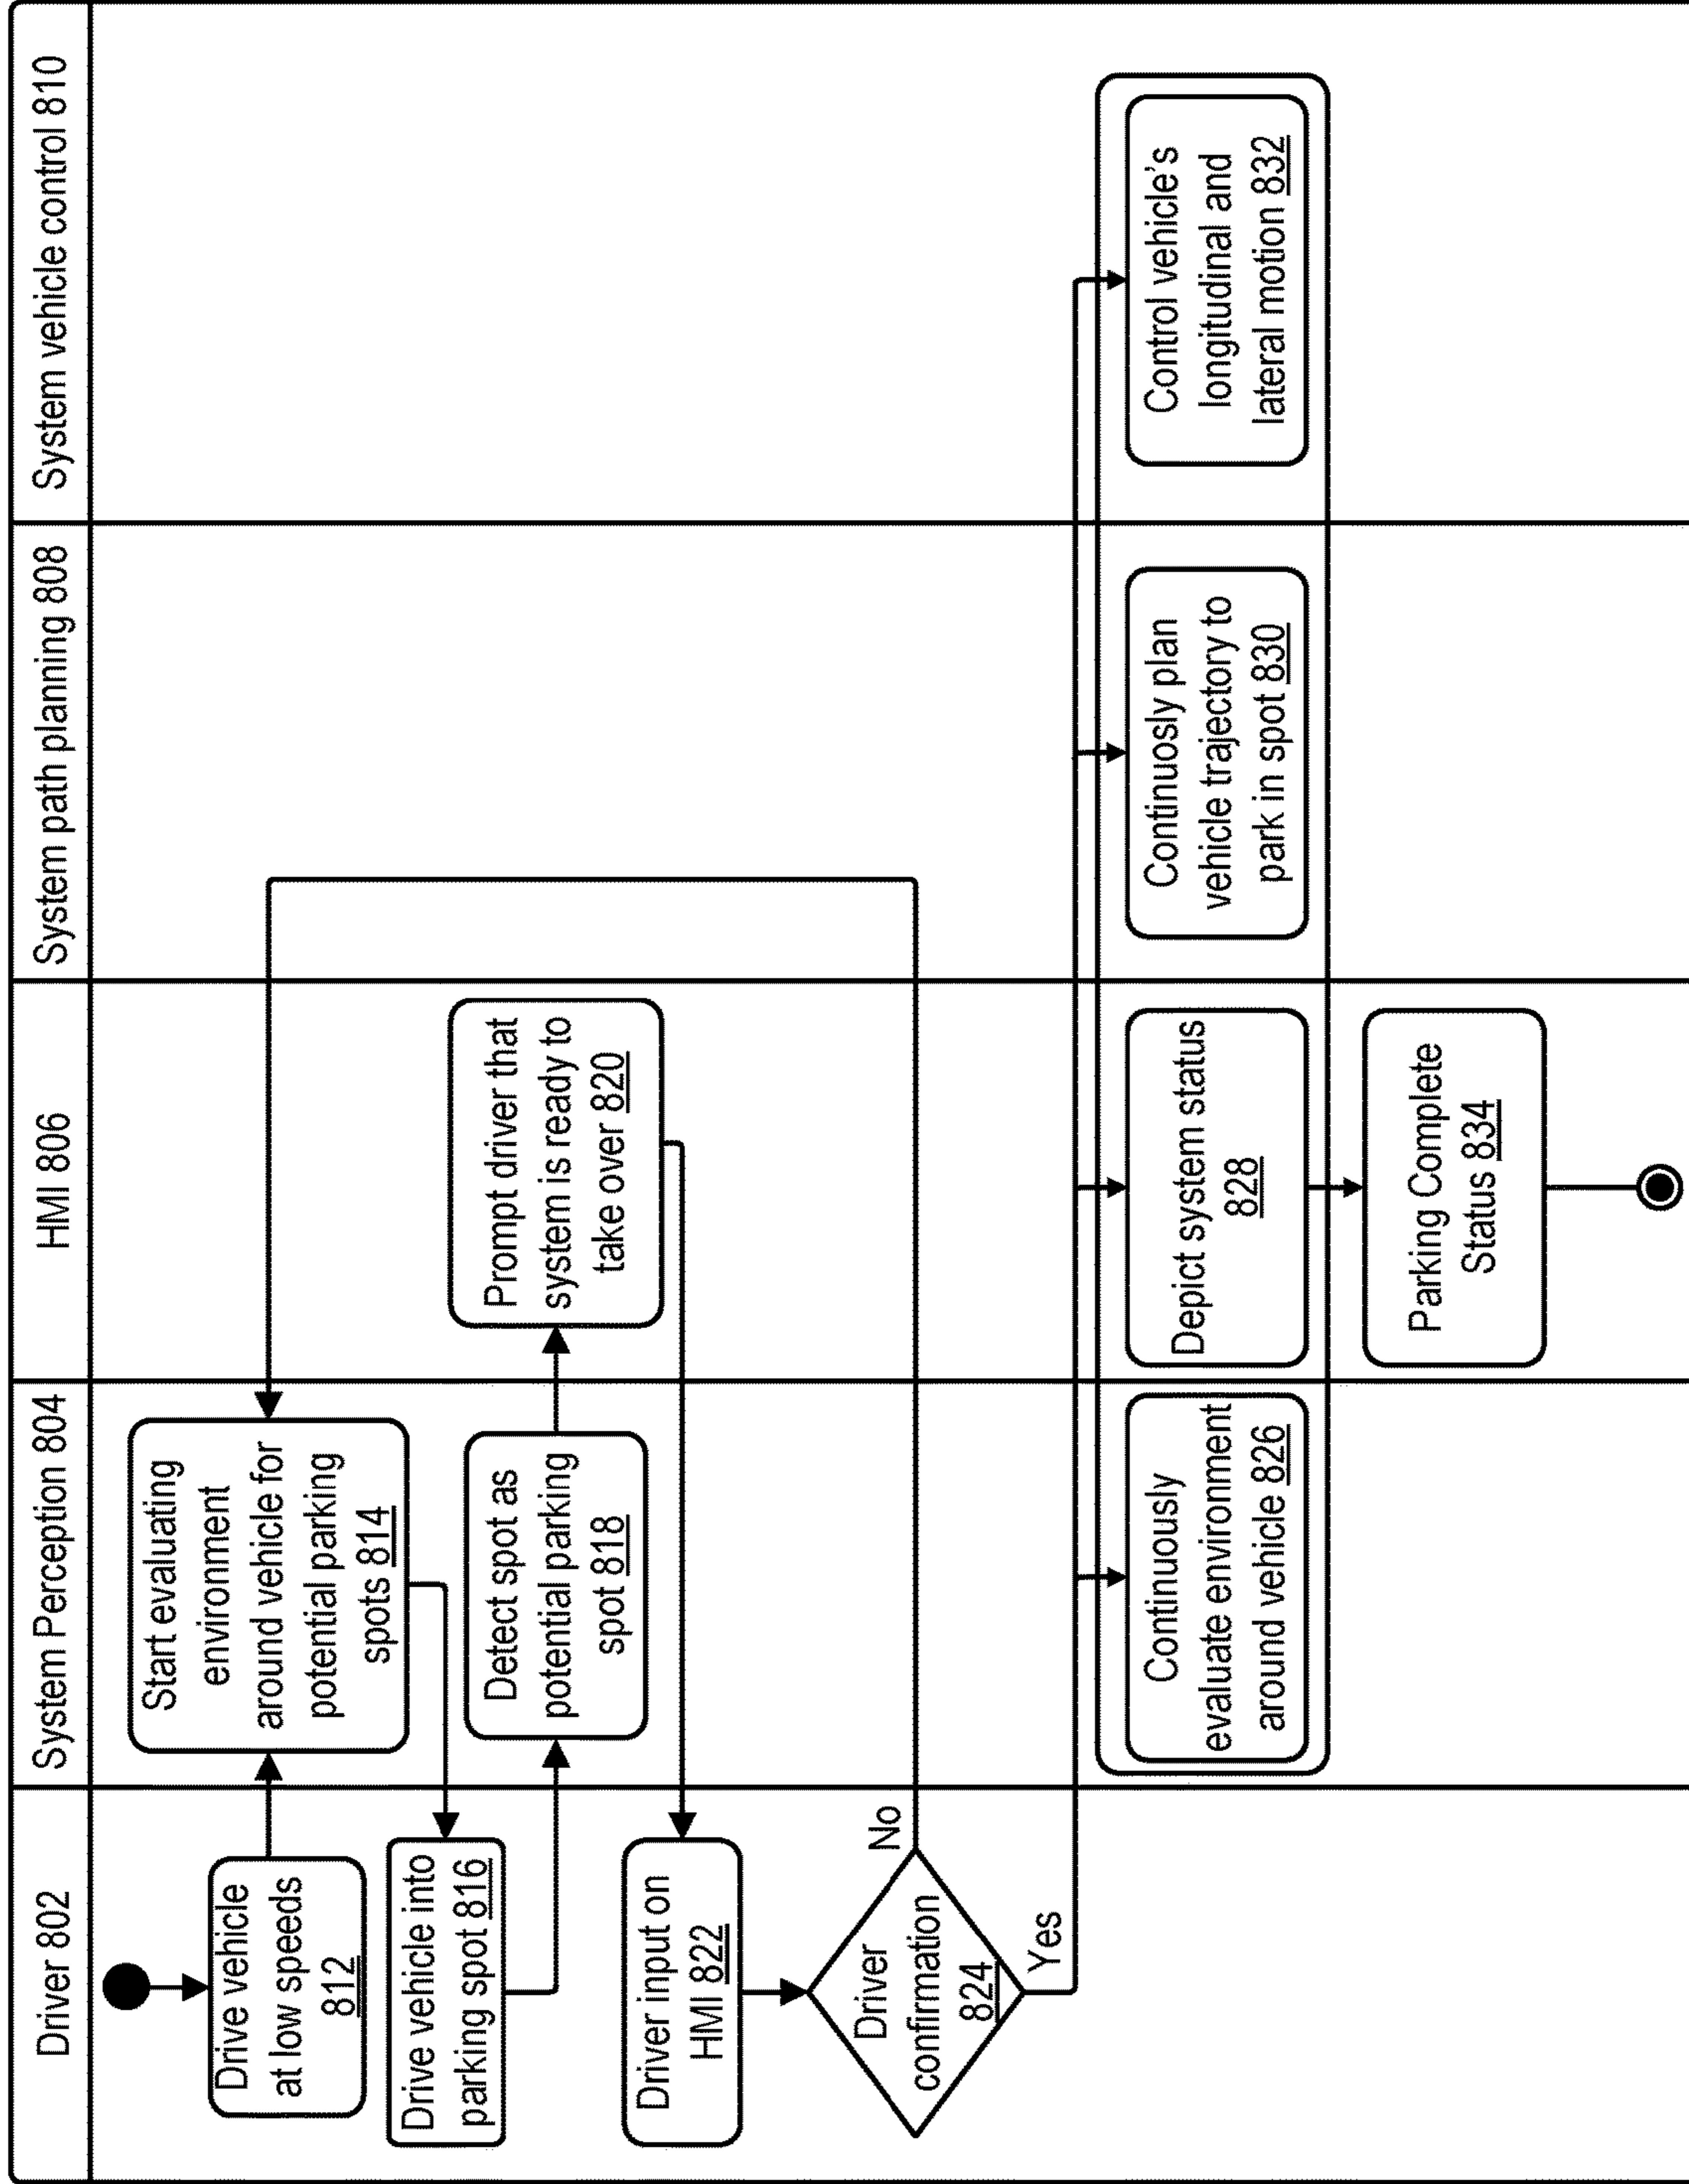 Driver 802
System Perception 804
HMI 806
System path planning 808
System vehicle control 810
Drive vehicle
at low speeds
812
Start evaluating
environment
around vehicle for
potential parking
spots 814
Drive vehicle into
parking spot 816
Detect spot as
potential parking
spot 818
Prompt driver that
system is ready to
take over 820
Driver input on
HMI 822
Driver
confirmation
824
No
Yes
Continuously
evaluate environment
around vehicle 826
Depict system status
828
Continuosly plan
vehicle trajectory to
park in spot 830
Control vehicle's
longitudinal and
lateral motion 832
Parking Complete
Status 834